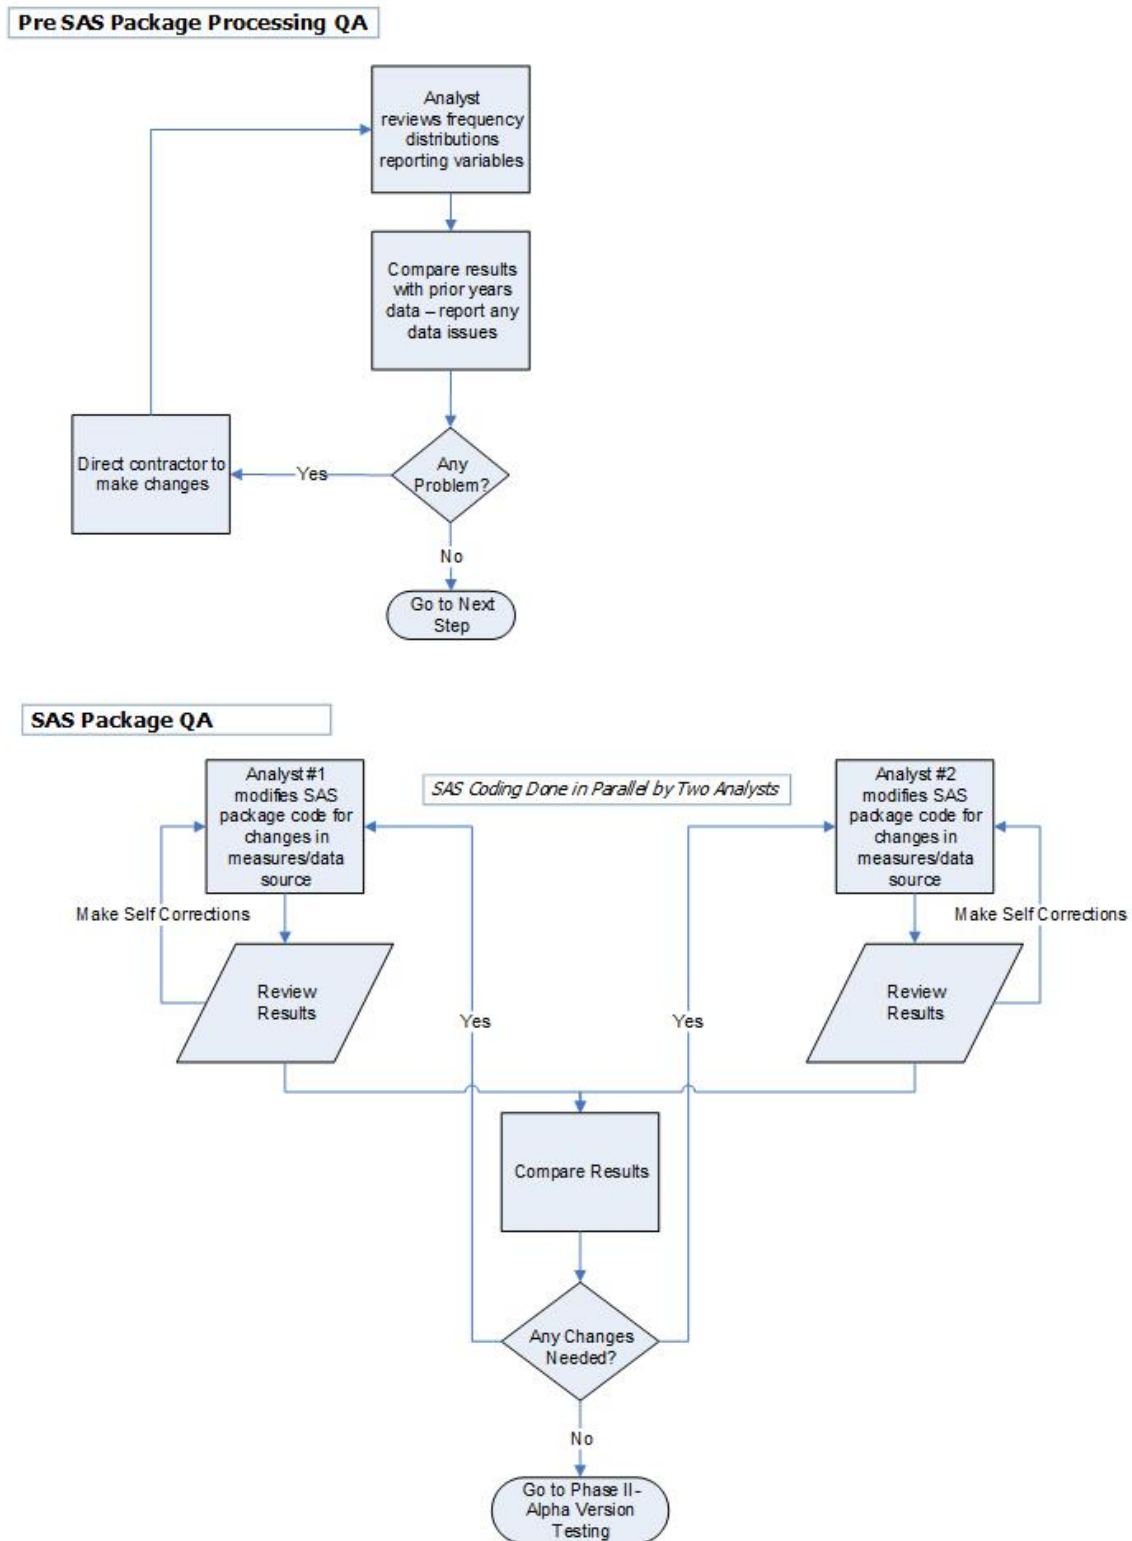 Pre SAS Package Processing QA
Analyst
reviews frequency
distributions
reporting variables
Compare results
with prior years
data – report any
data issues
Direct contractor to
make changes
Yes
Any
Problem?
No
Go to Next
Step
SAS Package QA
Analyst #1
modifies SAS
package code for
changes in
measures/data
source
SAS Coding Done in Parallel by Two Analysts
Analyst #2
modifies SAS
package code for
changes in
measures/data
source
Make Self Corrections
Make Self Corrections
Review
Results
Review
Results
Yes
Yes
Compare Results
Any Changes
Needed?
No
Go to Phase II -
Alpha Version
Testing